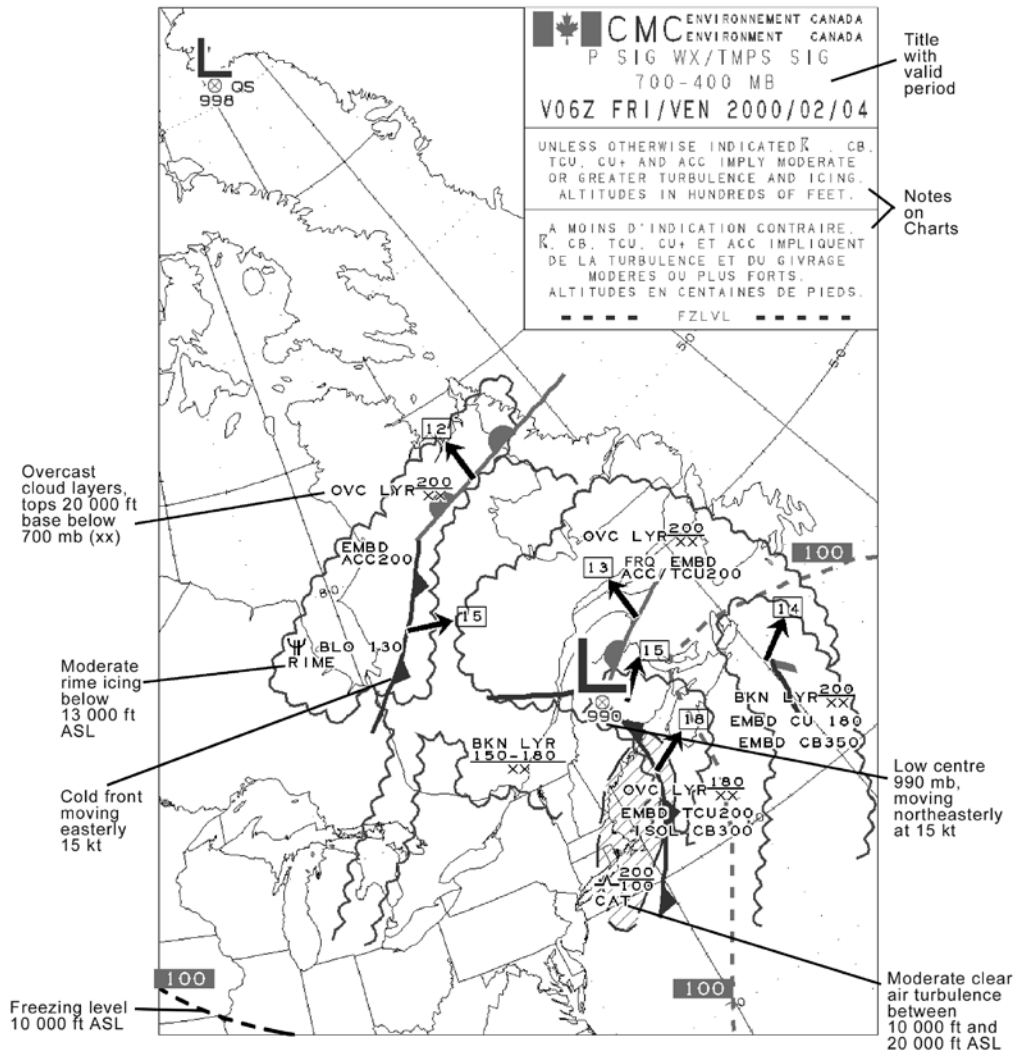 CMC ENVIRONNEMENT CANADA
ENVIRONMENT CANADA
P SIG WX/TMPS SIG
700-400 MB
V06Z FRI/VEN 2000/02/04
UNLESS OTHERWISE INDICATED , CB,
TCU, CU+ AND ACC IMPLY MODERATE
OR GREATER TURBULENCE AND ICING.
ALTITUDES IN HUNDREDS OF FEET.
A MOINS D'INDICATION CONTRAIRE,
, CB, TCU, CU+ ET ACC IMPLIQUENT
DE LA TURBULENCE ET DU GIVRAGE
MODERES OU PLUS FORTS.
ALTITUDES EN CENTAINES DE PIEDS.
FZLVL
Title
with
valid
period
Notes
on
Charts
L
QS
998
50
50
12
OVC LYR 200
XX
Overcast
cloud layers,
tops 20 000 ft
base below
700 mb (xx)
EMBD
ACC200
OVC LYR 200
XX
FRQ EMBD
ACC/TCU200
13
100
80
15
14
BLO 130
RIME
Moderate
rime icing
below
13 000 ft
ASL
L
990
15
18
BKN LYR 200
XX
EMBD CU 180
EMBD CB350
BKN LYR
150-180
XX
OVC LYR 180
XX
EMBD TCU200
ISOL CB300
Cold front
moving
easterly
15 kt
Low centre
990 mb,
moving
northeasterly
at 15 kt
200
100
CAT
100
100
Freezing level
10 000 ft ASL
Moderate clear
air turbulence
between
10 000 ft and
20 000 ft ASL